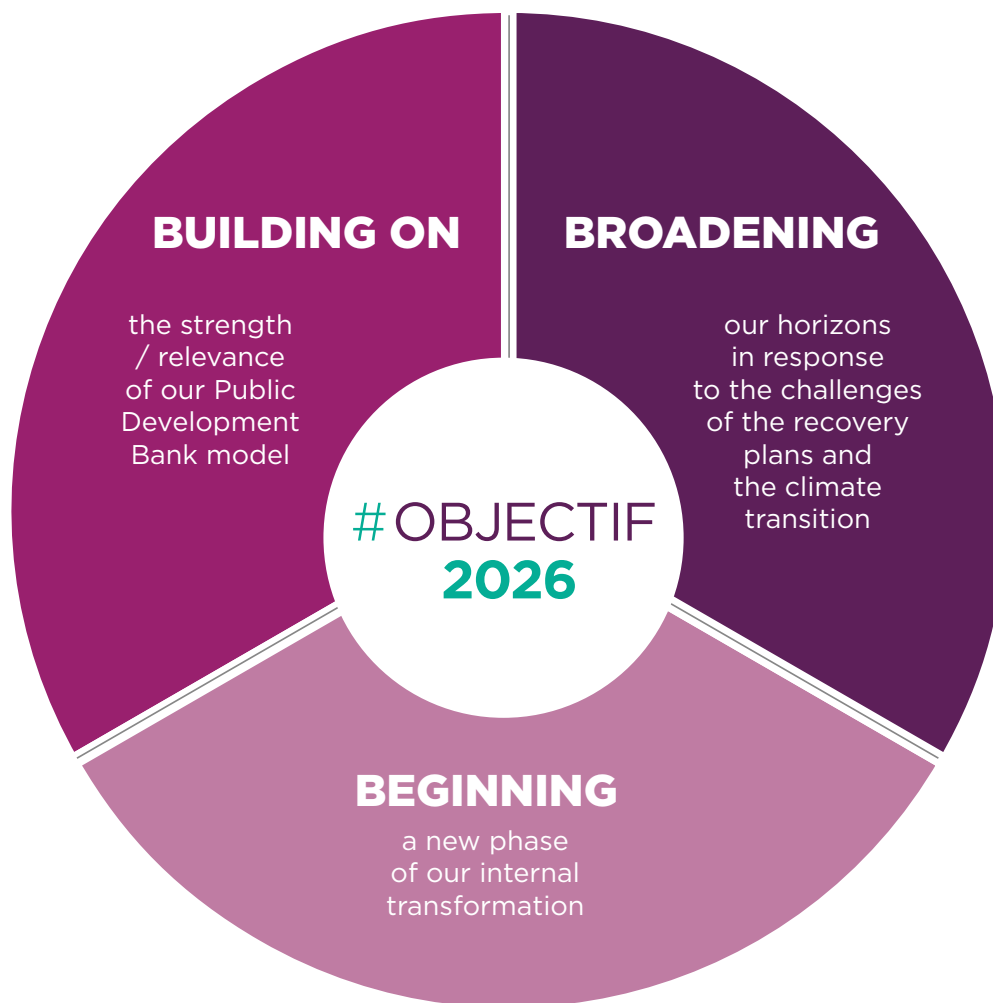 BUILDING ON
the strength
/ relevance
of our Public
Development
Bank model
BROADENING
our horizons
in response
to the challenges
of the recovery
plans and
the climate
transition
#OBJECTIF
2026
BEGINNING
a new phase
of our internal
transformation